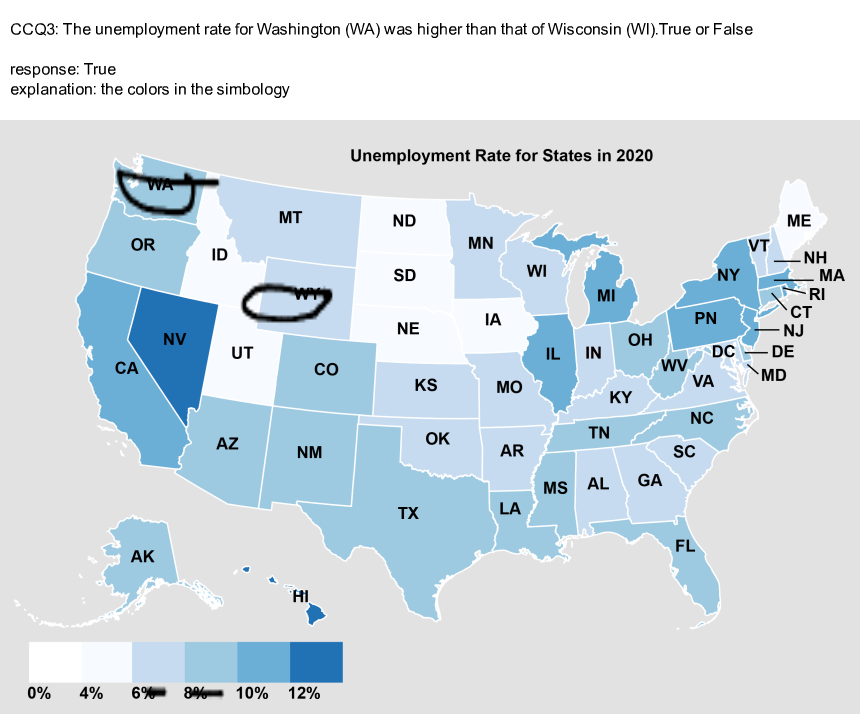 CCQ3: The unemployment rate for Washington (WA) was higher than that of Wisconsin (WI).True or False
response: True
explanation: the colors in the simbology
Unemployment Rate for States in 2020
WA
MT
ND
MN
ME
OR
ID
SD
WI
MI
NY
VT
NH
MA
RI
CT
WY
NV
UT
NE
IA
IL
IN
OH
PN
NJ
CA
CO
KS
MO
KY
WV
VA
DC
DE
MD
AZ
NM
OK
AR
TN
NC
SC
TX
LA
MS
AL
GA
FL
AK
HI
0% 4% 6% 8% 10% 12%